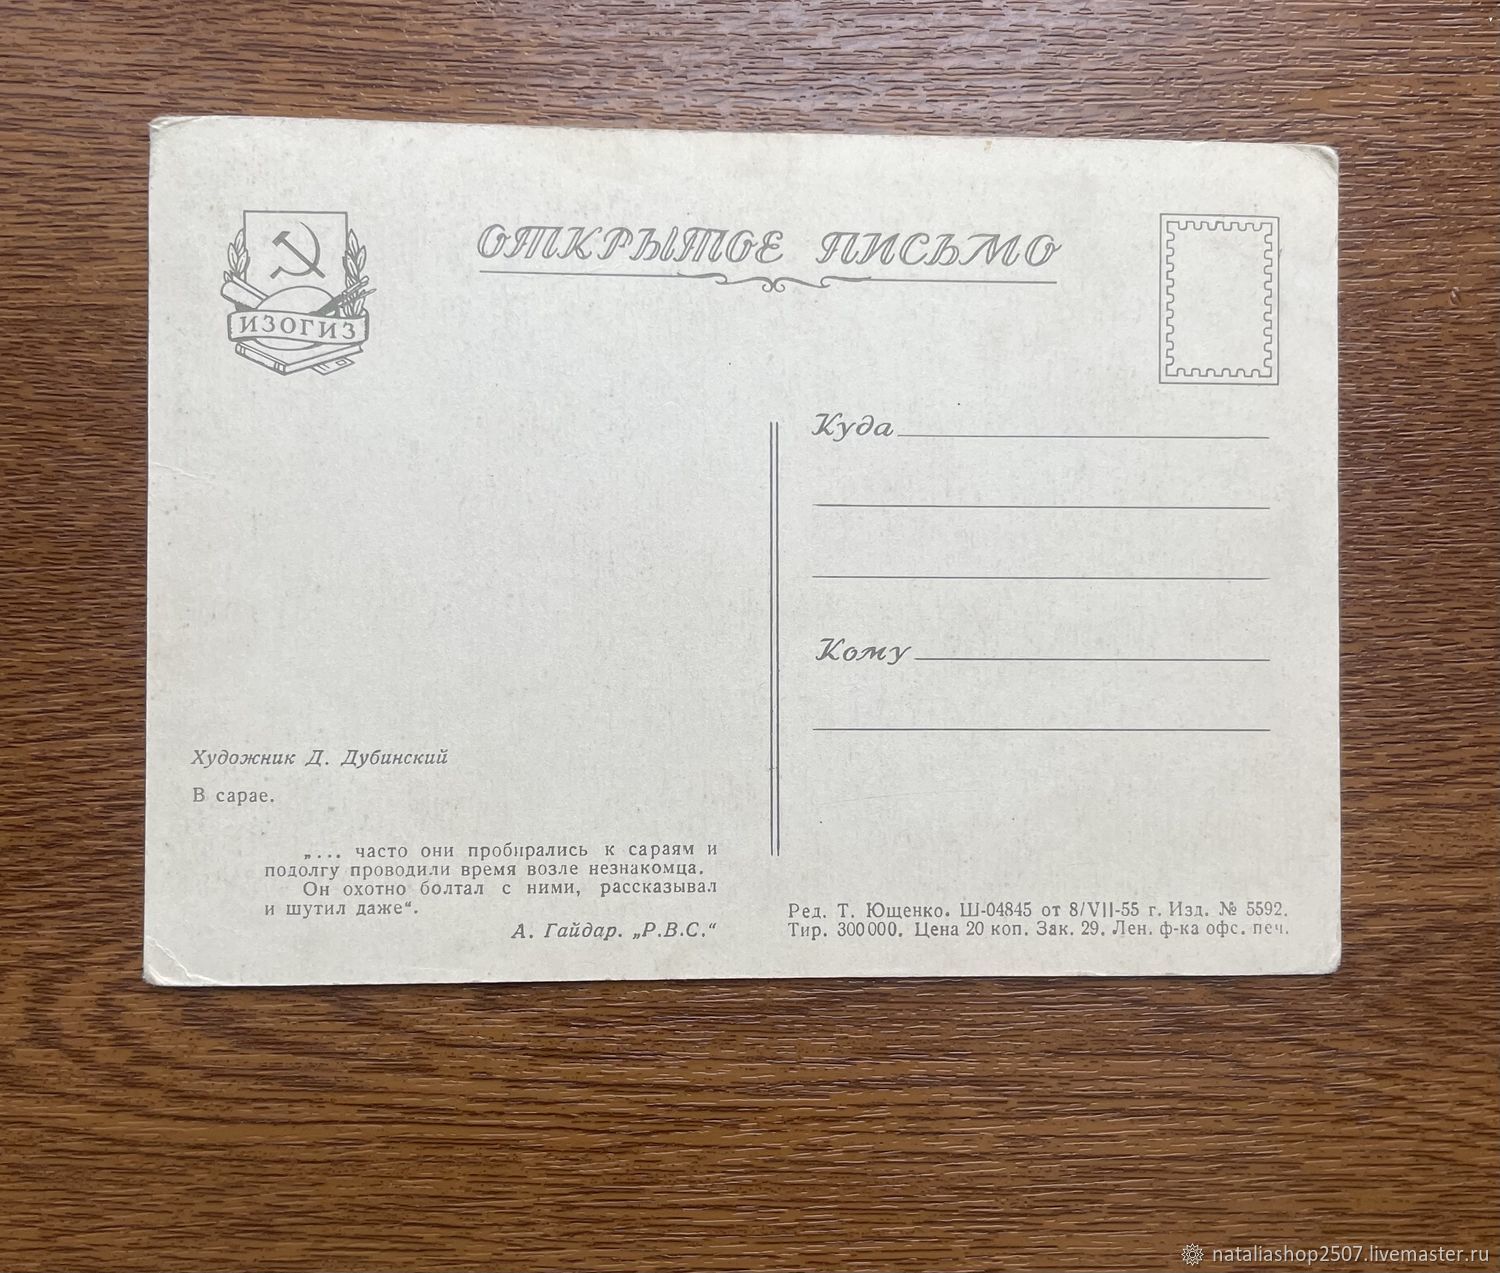 ИЗОГИЗ
ОТКРЫТОЕ ПИСЬМО
Куда
Кому
Художник Д. Дубинский
В сарае.
„... часто они пробирались к сараям и
подолгу проводили время возле незнакомца.
Он охотно болтал с ними, рассказывал
и шутил даже“.
А. Гайдар. „Р.В.С.“
Ред. Т. Ющенко. Ш-04845 от 8/VII-55 г. Изд. № 5592.
Тир. 300000. Цена 20 коп. Зак. 29. Лен. ф-ка офс. печ.
nataliashop2507.livemaster.ru